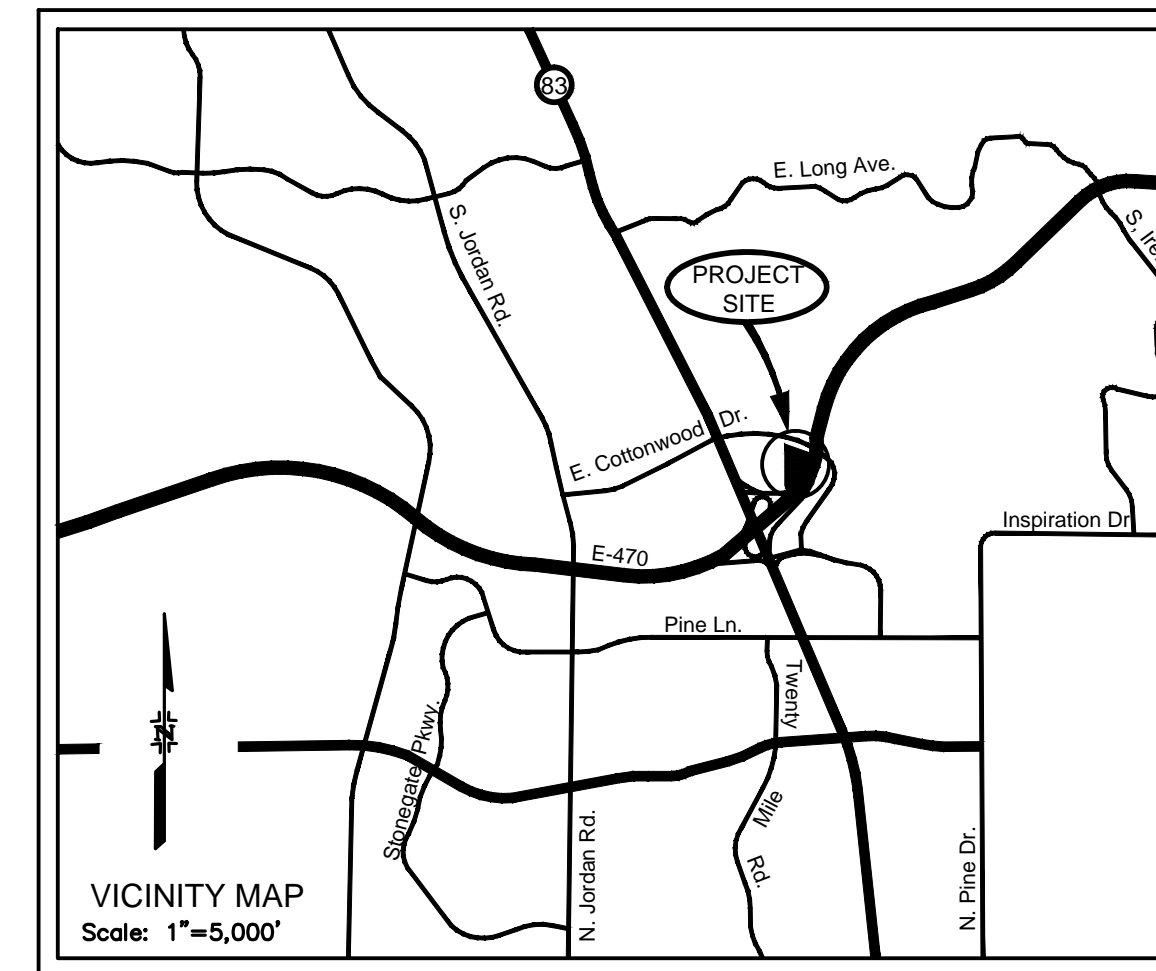 83
E. Long Ave.
S. Jordan Rd.
S, Ire
PROJECT
SITE
E. Cottonwood Dr.
Inspiration Dr
E-470
Pine Ln.
Twenty
Mile
Rd.
Stonegate Pkwy.
N. Jordan Rd.
N. Pine Dr.
N
VICINITY MAP
Scale: 1"=5,000'